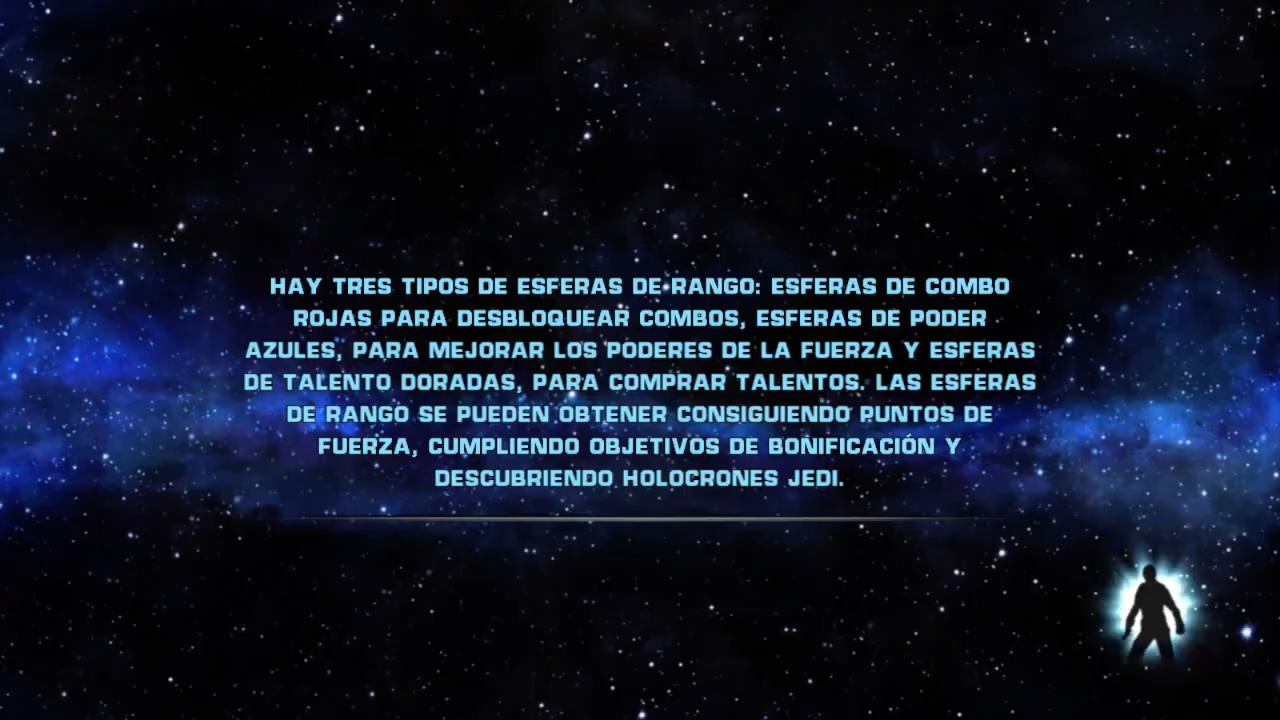 HAY TRES TIPOS DE ESFERAS DE RANGO: ESFERAS DE COMBO
ROJAS PARA DESBLOQUEAR COMBOS, ESFERAS DE PODER
AZULES, PARA MEJORAR LOS PODERES DE LA FUERZA Y ESFERAS
DE TALENTO DORADAS, PARA COMPRAR TALENTOS. LAS ESFERAS
DE RANGO SE PUEDEN OBTENER CONSIGUIENDO PUNTOS DE
FUERZA, CUMPLIENDO OBJETIVOS DE BONIFICACIÓN Y
DESCUBRIENDO HOLOCRONES JEDI.